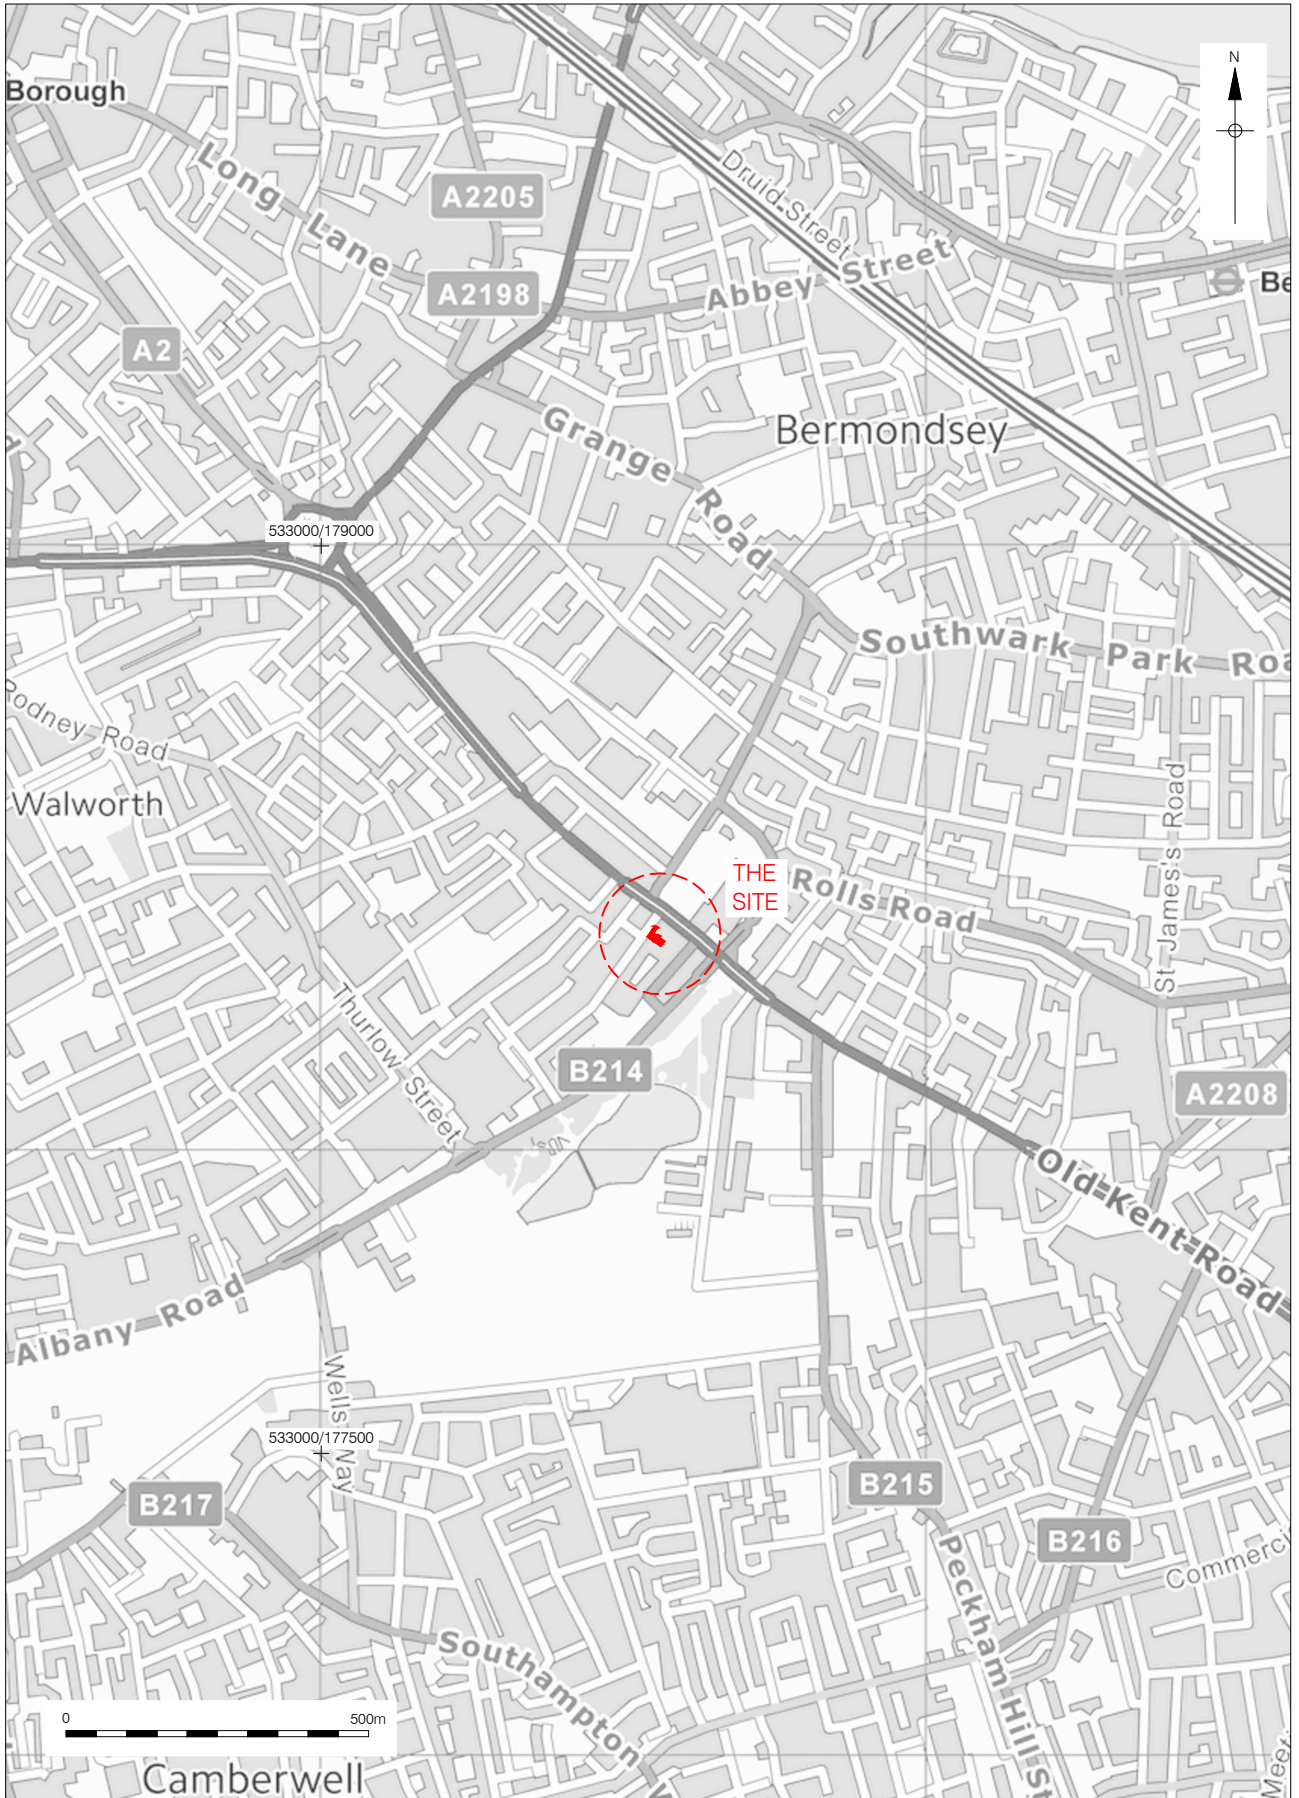 N
Borough
Long Lane
A2205
Druid Street
Abbey Street
A2198
Be
A2
Bermondsey
Grange Road
533000/179000
Southwark Park Roa
Rodney Road
Walworth
St. James's Road
THE
SITE
Rolls Road
Thurlow Street
B214
A2208
Old Kent Road
Albany Road
Wells Way
533000/177500
B217
B215
B216
Commerci
Peckham Hill St
Southampton W
0 500m
Camberwell
Meet